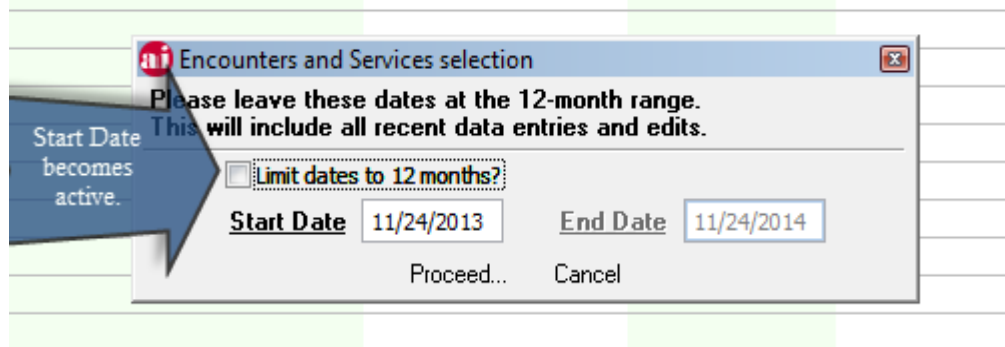 ai Encounters and Services selection
Please leave these dates at the 12-month range.
This will include all recent data entries and edits.
Start Date
becomes
active.
Limit dates to 12 months?
Start Date 11/24/2013 End Date 11/24/2014
Proceed... Cancel